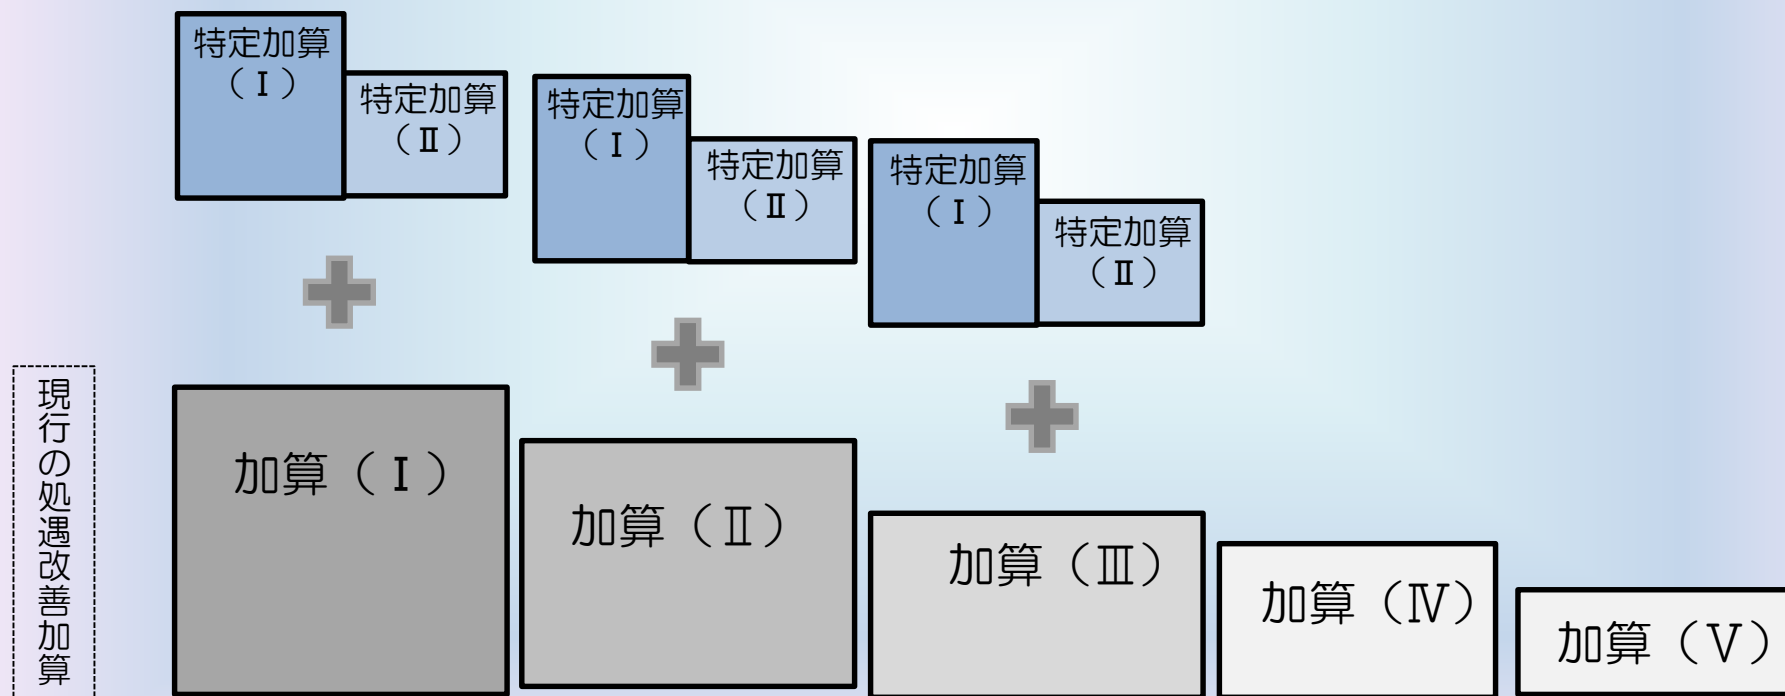 特定加算
（Ⅰ）
特定加算
（Ⅱ）
特定加算
（Ⅰ）
特定加算
（Ⅱ）
特定加算
（Ⅰ）
特定加算
（Ⅱ）
現行の処遇改善加算
加算（Ⅰ）
加算（Ⅱ）
加算（Ⅲ）
加算（Ⅳ）
加算（Ⅴ）